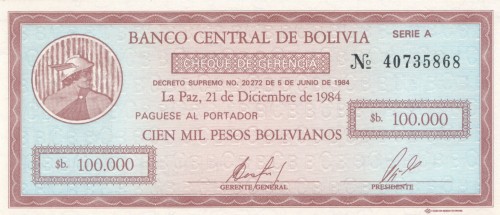 BANCO CENTRAL DE BOLIVIA
SERIE A
CHEQUE DE GERENCIA
№ 40735868
DECRETO SUPREMO NO. 20272 DE 5 DE JUNIO DE 1984
La Paz, 21 de Diciembre de 1984
PAGUESE AL PORTADOR
$b. 100.000
CIEN MIL PESOS BOLIVIANOS
$b. 100.000
GERENTE GENERAL
PRESIDENTE